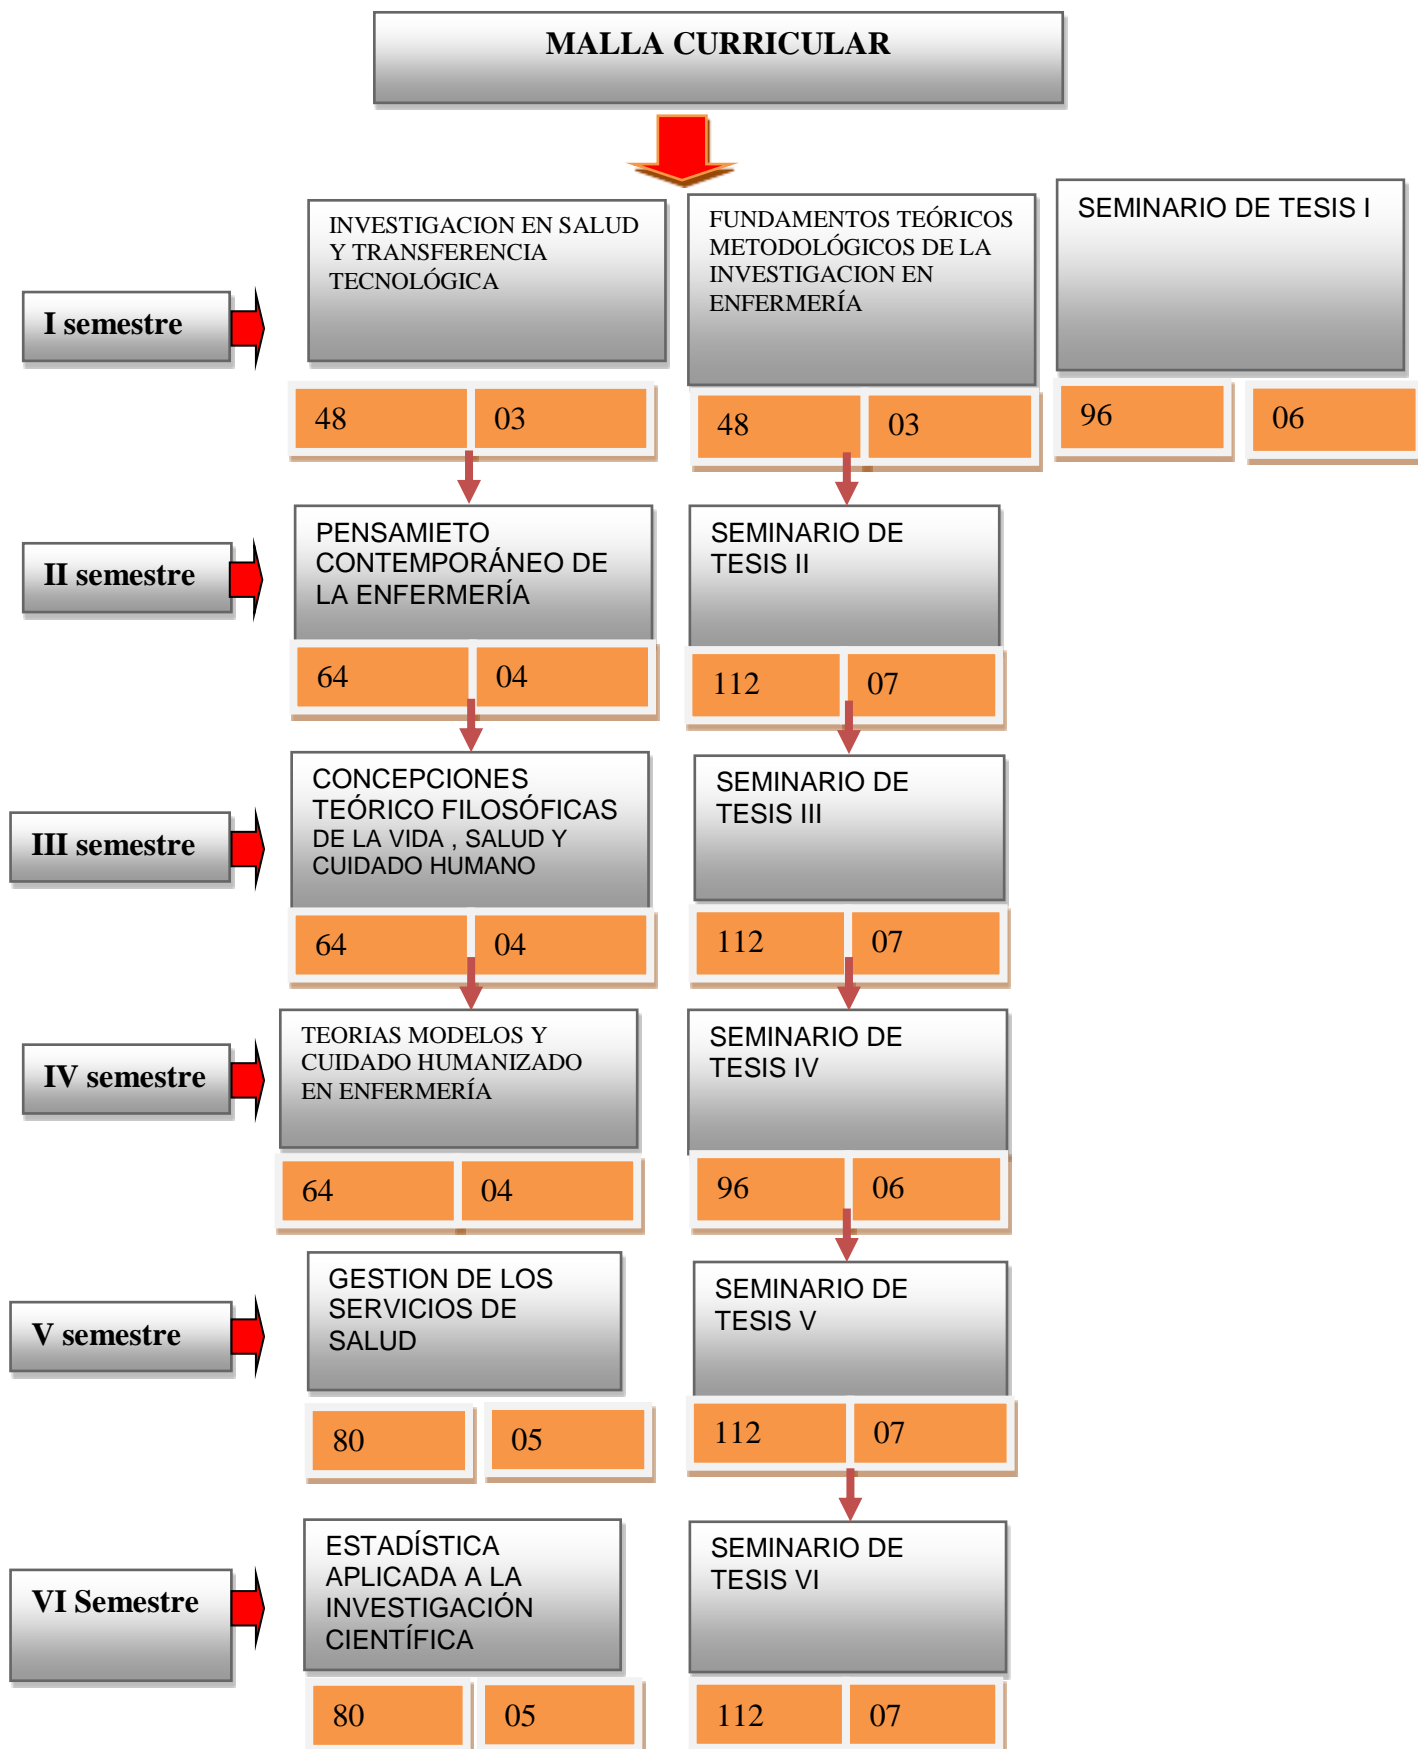 MALLA CURRICULAR
I semestre
INVESTIGACION EN SALUD
Y TRANSFERENCIA
TECNOLÓGICA
48
03
FUNDAMENTOS TEÓRICOS
METODOLÓGICOS DE LA
INVESTIGACION EN
ENFERMERÍA
48
03
SEMINARIO DE TESIS I
96
06
II semestre
PENSAMIETO
CONTEMPORÁNEO DE
LA ENFERMERÍA
64
04
SEMINARIO DE
TESIS II
112
07
III semestre
CONCEPCIONES
TEÓRICO FILOSÓFICAS
DE LA VIDA , SALUD Y
CUIDADO HUMANO
64
04
SEMINARIO DE
TESIS III
112
07
IV semestre
TEORIAS MODELOS Y
CUIDADO HUMANIZADO
EN ENFERMERÍA
64
04
SEMINARIO DE
TESIS IV
96
06
V semestre
GESTION DE LOS
SERVICIOS DE
SALUD
80
05
SEMINARIO DE
TESIS V
112
07
VI Semestre
ESTADÍSTICA
APLICADA A LA
INVESTIGACIÓN
CIENTÍFICA
80
05
SEMINARIO DE
TESIS VI
112
07